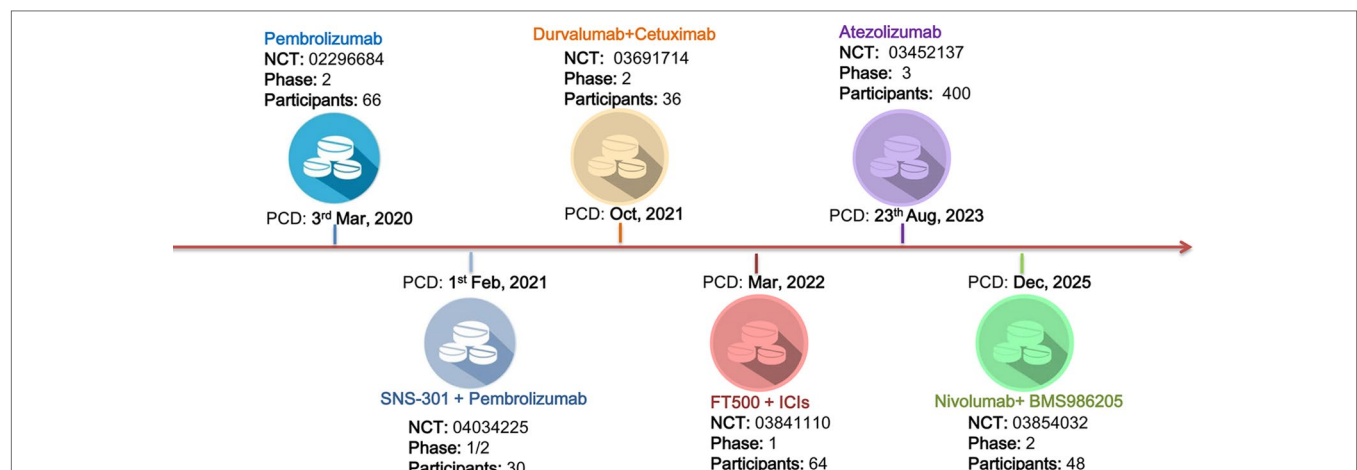 Pembrolizumab
NCT: 02296684
Phase: 2
Participants: 66
PCD: 3rd Mar, 2020
Durvalumab+Cetuximab
NCT: 03691714
Phase: 2
Participants: 36
PCD: Oct, 2021
Atezolizumab
NCT: 03452137
Phase: 3
Participants: 400
PCD: 23th Aug, 2023
PCD: 1st Feb, 2021
SNS-301 + Pembrolizumab
NCT: 04034225
Phase: 1/2
Participants: 30
PCD: Mar, 2022
FT500 + ICIs
NCT: 03841110
Phase: 1
Participants: 64
PCD: Dec, 2025
Nivolumab+ BMS986205
NCT: 03854032
Phase: 2
Participants: 48